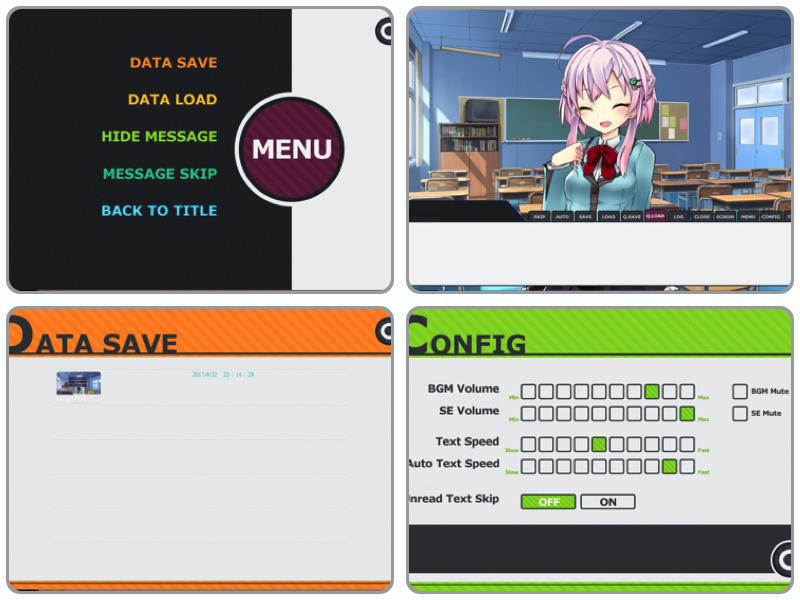 DATA SAVE
DATA LOAD
HIDE MESSAGE
MESSAGE SKIP
BACK TO TITLE
MENU
SKIP AUTO SAVE LOAD Q.SAVE Q.LOAD LOG CLOSE SCREEN MENU CONFIG
DATA SAVE
2017/4/22 22:14:28
CONFIG
BGM Volume Min Max BGM Mute
SE Volume Min Max SE Mute
Text Speed Slow Fast
Auto Text Speed Slow Fast
Unread Text Skip OFF ON